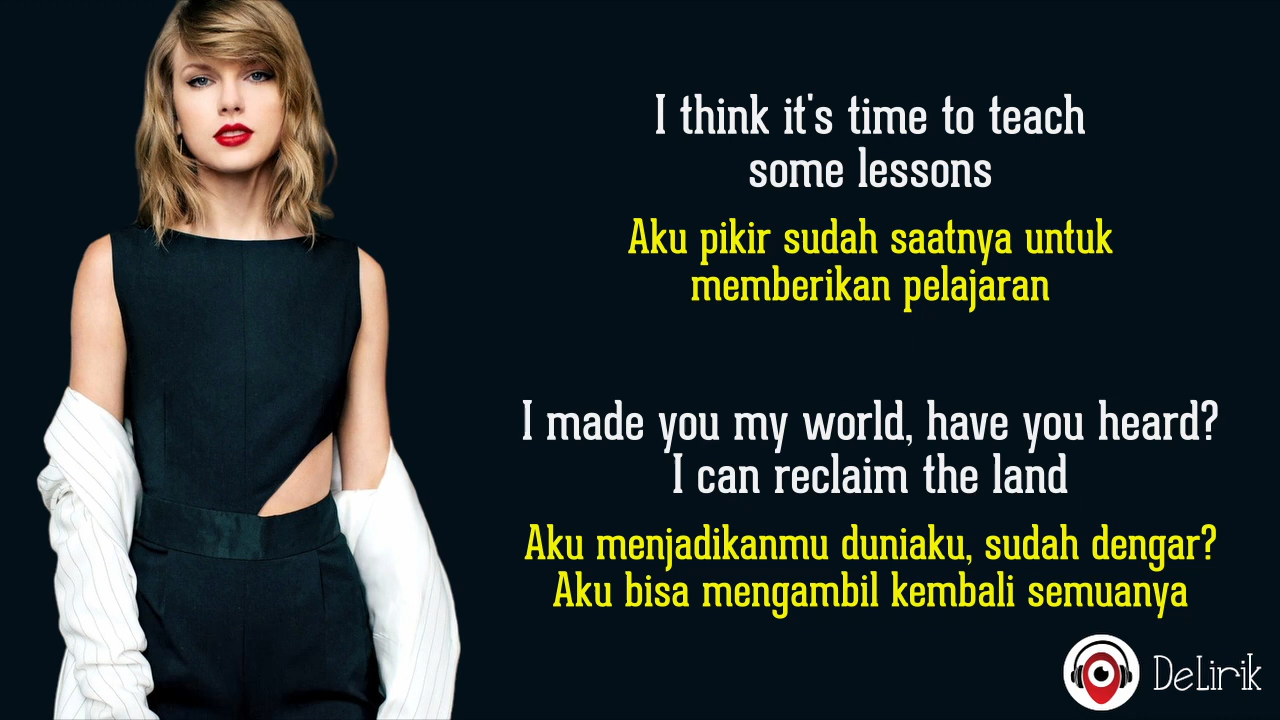 I think it's time to teach
some lessons
Aku pikir sudah saatnya untuk
memberikan pelajaran
I made you my world, have you heard?
I can reclaim the land
Aku menjadikanmu duniaku, sudah dengar?
Aku bisa mengambil kembali semuanya
DeLirik